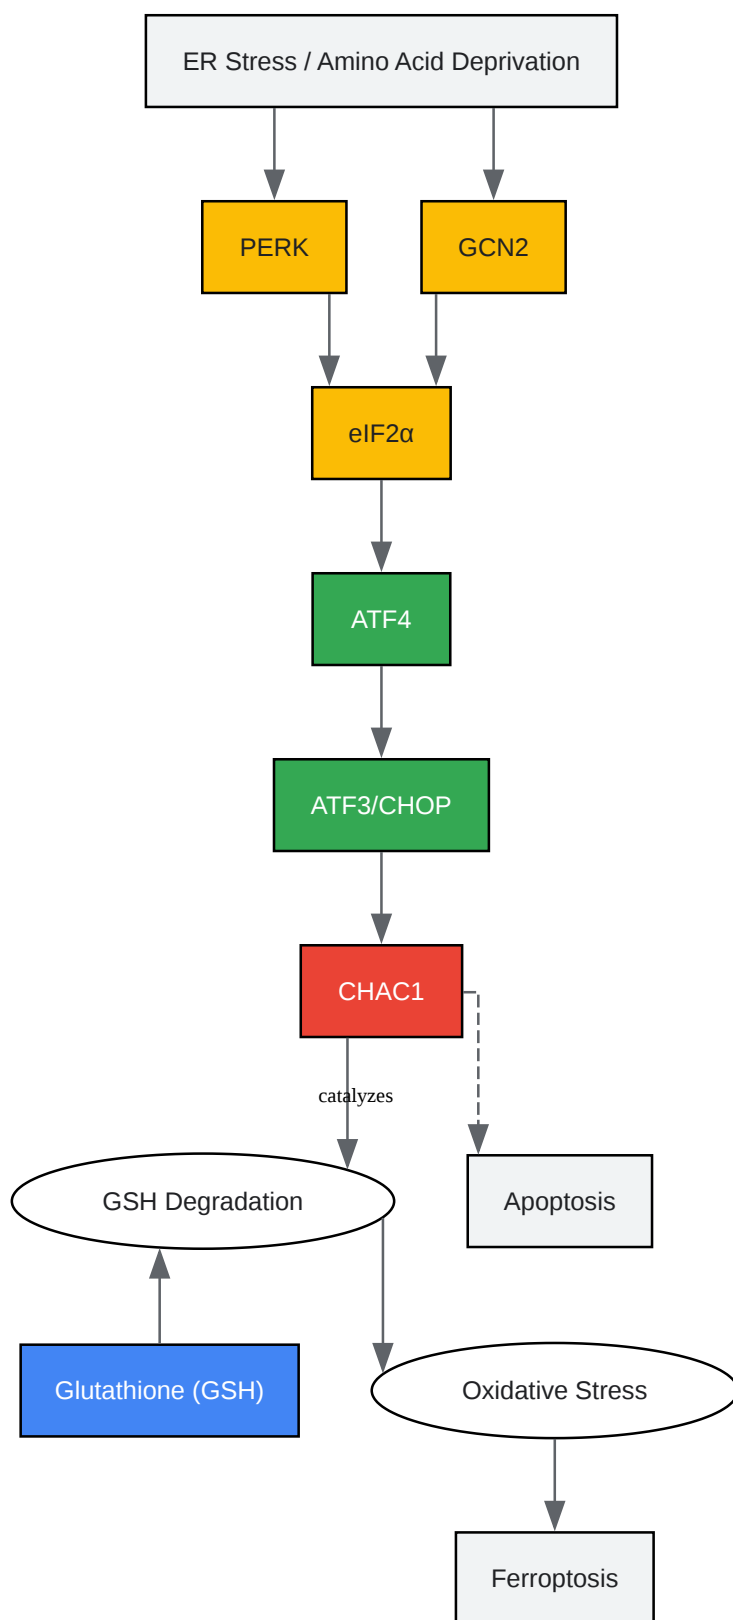 ER Stress / Amino Acid Deprivation
PERK
GCN2
eIF2α
ATF4
ATF3/CHOP
CHAC1
catalyzes
GSH Degradation
Apoptosis
Glutathione (GSH)
Oxidative Stress
Ferroptosis